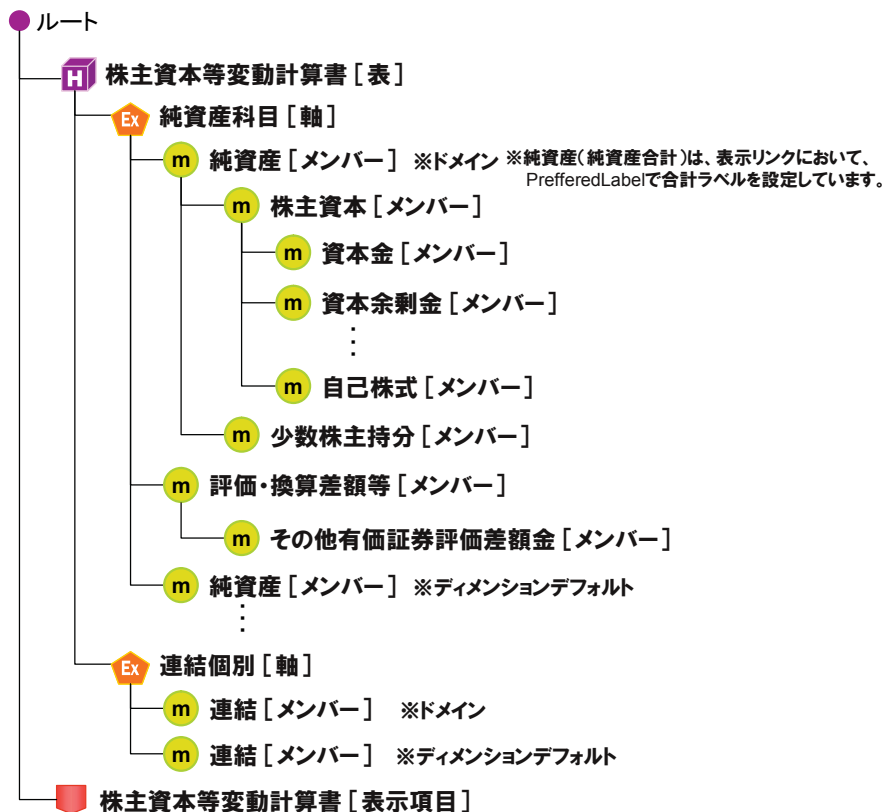 ルート
H 株主資本等変動計算書［表］
Ex 純資産科目［軸］
m 純資産［メンバー］ ※ドメイン ※純資産（純資産合計）は、表示リンクにおいて、
PrefferedLabelで合計ラベルを設定しています。
m 株主資本［メンバー］
m 資本金［メンバー］
m 資本余剰金［メンバー］
⋮
m 自己株式［メンバー］
m 少数株主持分［メンバー］
m 評価・換算差額等［メンバー］
m その他有価証券評価差額金［メンバー］
m 純資産［メンバー］ ※ディメンションデフォルト
⋮
Ex 連結個別［軸］
m 連結［メンバー］ ※ドメイン
m 連結［メンバー］ ※ディメンションデフォルト
株主資本等変動計算書［表示項目］